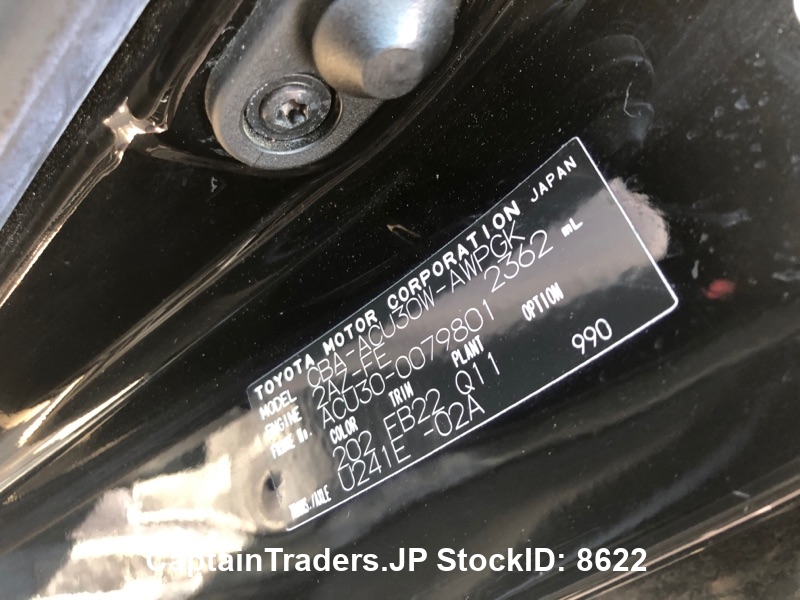 TOYOTA MOTOR CORPORATION JAPAN
MODEL CBA-ACU30W-AWPGK
ENGINE 2AZ-FE 2362 mL
FRAME No. ACU30-0079801
COLOR TRIM PLANT OPTION
202 FB22 Q11 990
TRANS./AXLE U241E -02A
CaptainTraders.JP StockID: 8622